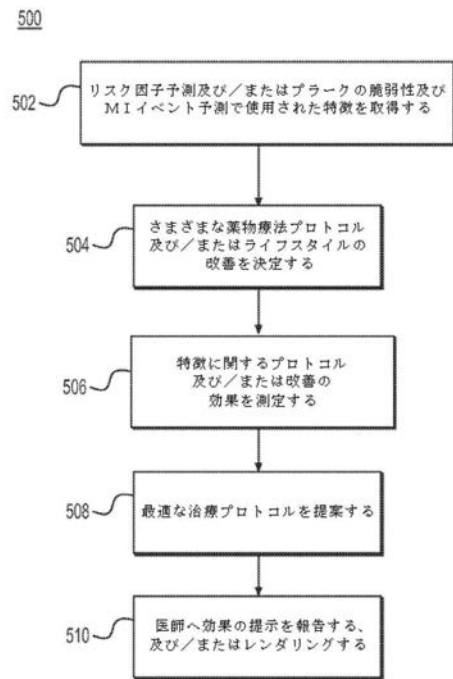 500
502
リスク因子予測及び／またはプラークの脆弱性及び
ＭＩイベント予測で使用された特徴を取得する
504
さまざまな薬物療法プロトコル
及び／またはライフスタイルの
改善を決定する
506
特徴に関するプロトコル
及び／または改善の
効果を測定する
508
最適な治療プロトコルを提案する
510
医師へ効果の提示を報告する、
及び／またはレンダリングする